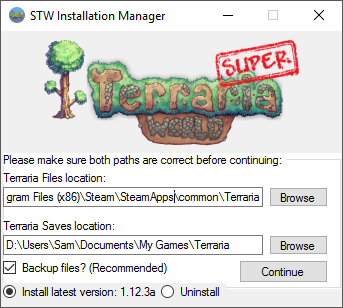 STW Installation Manager
SUPER
Terraria
WORLD
Please make sure both paths are correct before continuing:
Terraria Files location:
gram Files (x86)\Steam\SteamApps\common\Terraria
Browse
Terraria Saves location:
D:\Users\Sam\Documents\My Games\Terraria
Browse
Backup files? (Recommended)
Continue
Install latest version: 1.12.3a
Uninstall